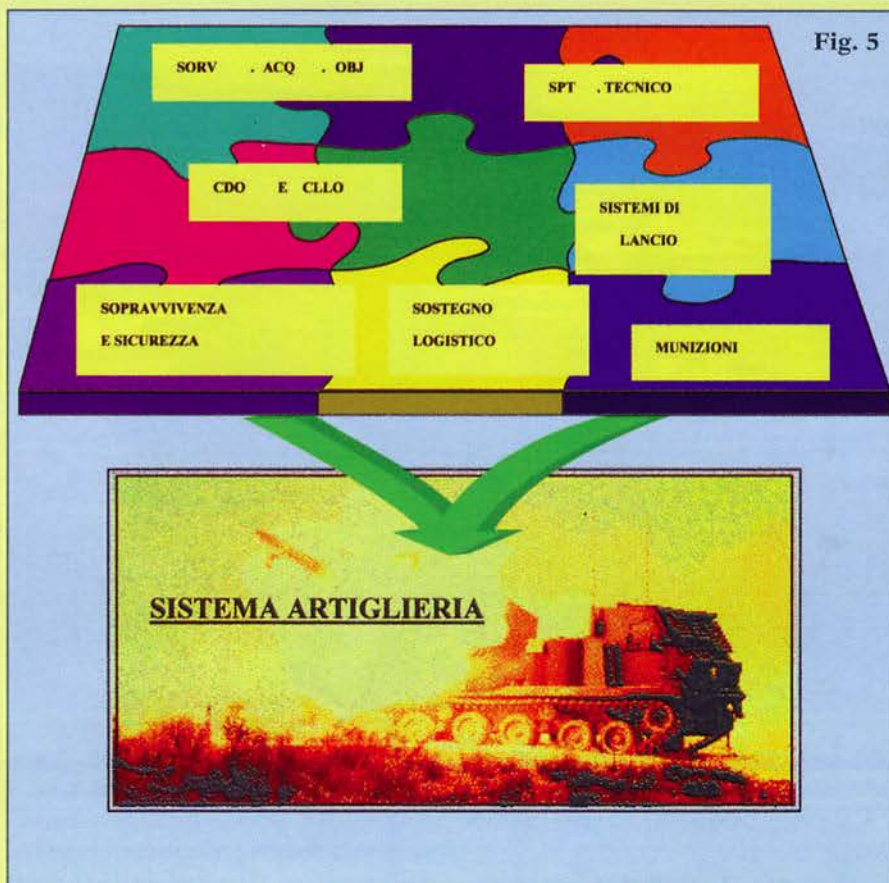 Fig. 5
SORV . ACQ . OBJ
SPT . TECNICO
CDO E CLLO
SISTEMI DI
LANCIO
SOPRAVVIVENZA
E SICUREZZA
SOSTEGNO
LOGISTICO
MUNIZIONI
SISTEMA ARTIGLIERIA